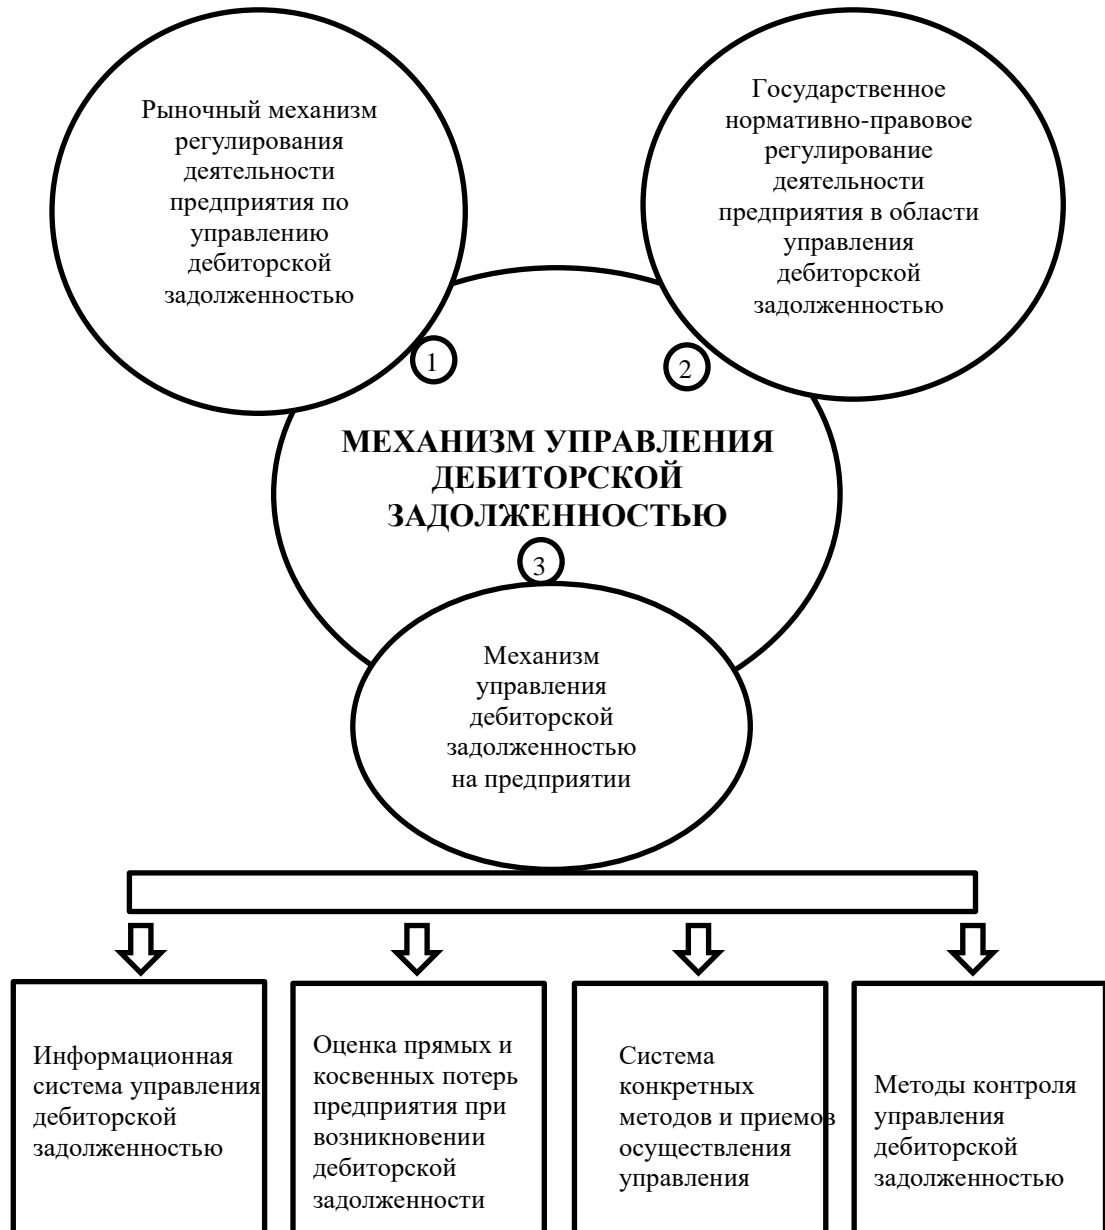 Рыночный механизм
регулирования
деятельности
предприятия по
управлению
дебиторской
задолженностью
Государственное
нормативно-правовое
регулирование
деятельности
предприятия в области
управления
дебиторской
задолженностью
1
2
МЕХАНИЗМ УПРАВЛЕНИЯ
ДЕБИТОРСКОЙ
ЗАДОЛЖЕННОСТЬЮ
3
Механизм
управления
дебиторской
задолженностью
на предприятии
Информационная
система управления
дебиторской
задолженностью
Оценка прямых и
косвенных потерь
предприятия при
возникновении
дебиторской
задолженности
Система
конкретных
методов и приемов
осуществления
управления
Методы контроля
управления
дебиторской
задолженностью